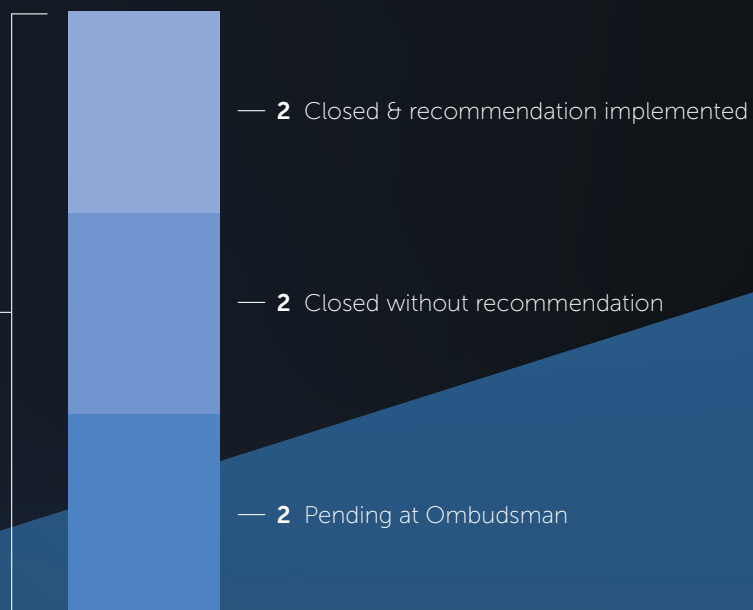 2 Closed & recommendation implemented
2 Closed without recommendation
2 Pending at Ombudsman